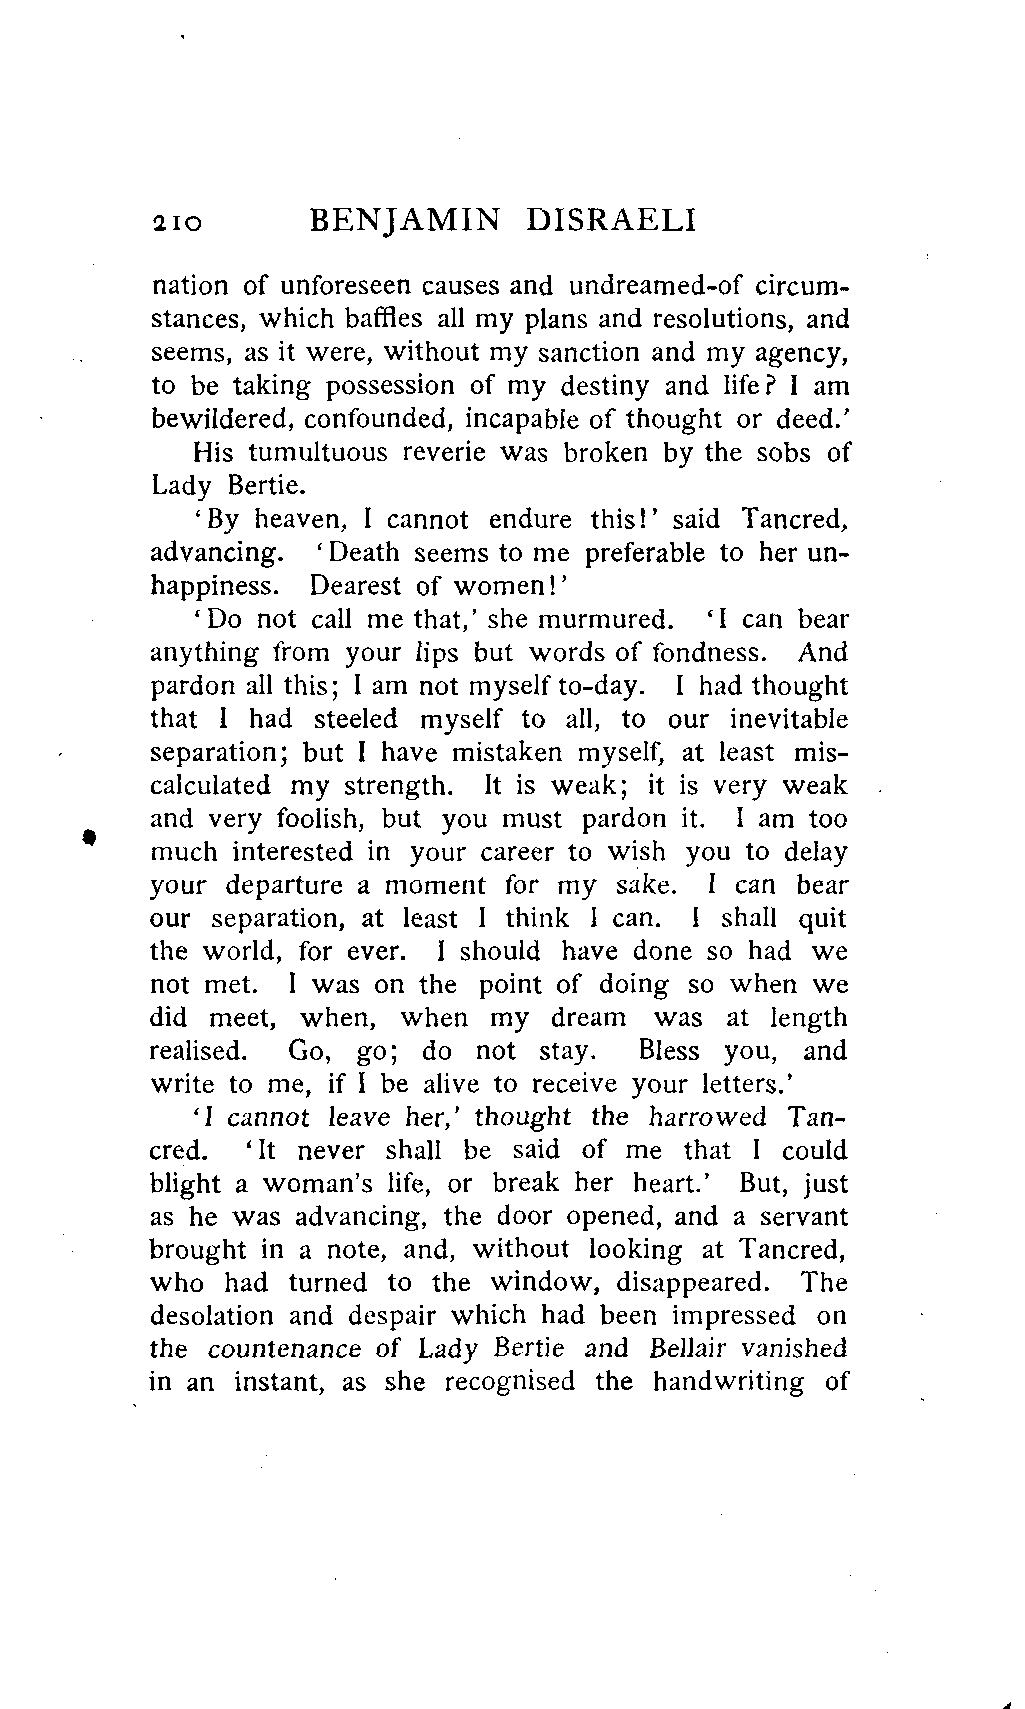 210 BENJAMIN DISRAELI
nation of unforeseen causes and undreamed-of circum-
stances, which baffles all my plans and resolutions, and
seems, as it were, without my sanction and my agency,
to be taking possession of my destiny and life? I am
bewildered, confounded, incapable of thought or deed.'
His tumultuous reverie was broken by the sobs of
Lady Bertie.
'By heaven, I cannot endure this!' said Tancred,
advancing. 'Death seems to me preferable to her un-
happiness. Dearest of women!'
'Do not call me that,' she murmured. 'I can bear
anything from your lips but words of fondness. And
pardon all this; I am not myself to-day. I had thought
that I had steeled myself to all, to our inevitable
separation; but I have mistaken myself, at least mis-
calculated my strength. It is weak; it is very weak
and very foolish, but you must pardon it. I am too
much interested in your career to wish you to delay
your departure a moment for my sake. I can bear
our separation, at least I think I can. I shall quit
the world, for ever. I should have done so had we
not met. I was on the point of doing so when we
did meet, when, when my dream was at length
realised. Go, go; do not stay. Bless you, and
write to me, if I be alive to receive your letters.'
'I cannot leave her,' thought the harrowed Tan-
cred. 'It never shall be said of me that I could
blight a woman's life, or break her heart.' But, just
as he was advancing, the door opened, and a servant
brought in a note, and, without looking at Tancred,
who had turned to the window, disappeared. The
desolation and despair which had been impressed on
the countenance of Lady Bertie and Bellair vanished
in an instant, as she recognised the handwriting of